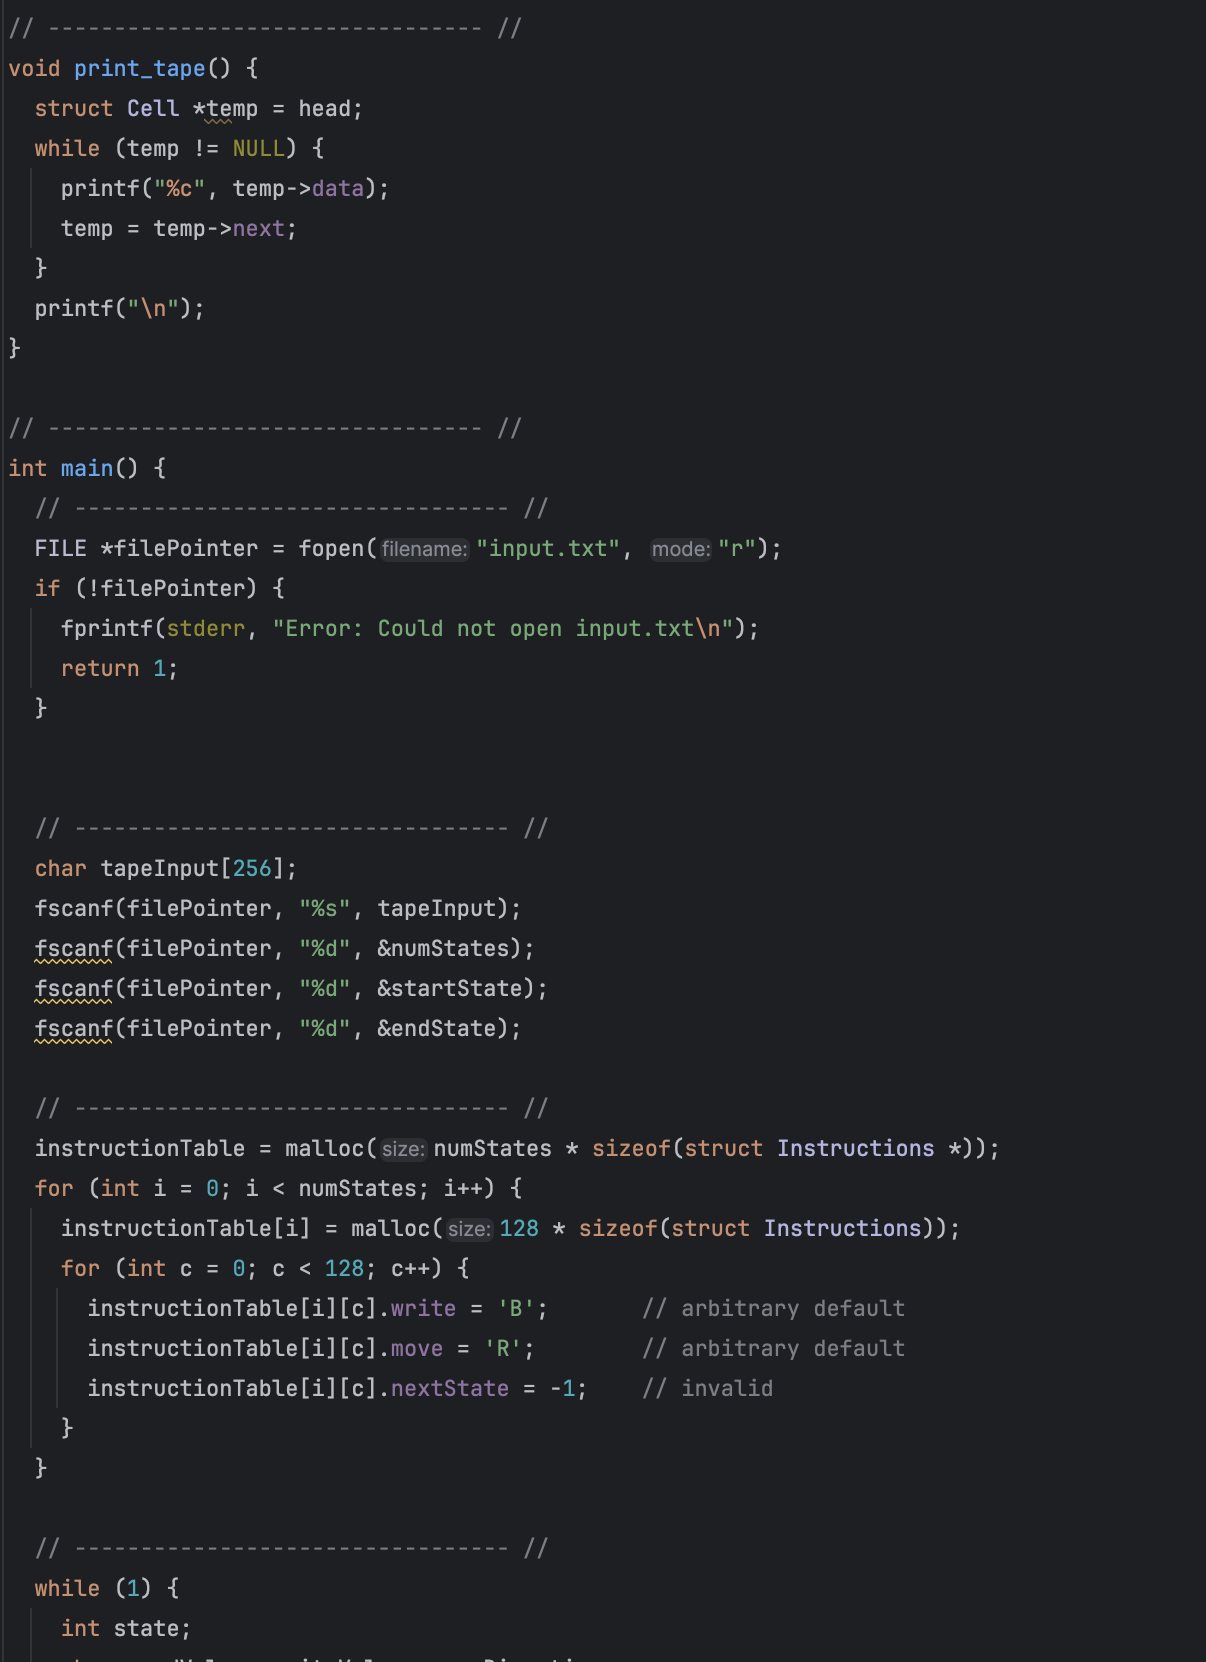 // --------------------------------- //
void print_tape() {
  struct Cell *temp = head;
  while (temp != NULL) {
    printf("%c", temp->data);
    temp = temp->next;
  }
  printf("\n");
}
// --------------------------------- //
int main() {
  // --------------------------------- //
  FILE *filePointer = fopen(filename: "input.txt", mode: "r");
  if (!filePointer) {
    fprintf(stderr, "Error: Could not open input.txt\n");
    return 1;
  }
  // --------------------------------- //
  char tapeInput[256];
  fscanf(filePointer, "%s", tapeInput);
  fscanf(filePointer, "%d", &numStates);
  fscanf(filePointer, "%d", &startState);
  fscanf(filePointer, "%d", &endState);
  // --------------------------------- //
  instructionTable = malloc(size: numStates * sizeof(struct Instructions *));
  for (int i = 0; i < numStates; i++) {
    instructionTable[i] = malloc(size: 128 * sizeof(struct Instructions));
    for (int c = 0; c < 128; c++) {
      instructionTable[i][c].write = 'B';       // arbitrary default
      instructionTable[i][c].move = 'R';        // arbitrary default
      instructionTable[i][c].nextState = -1;    // invalid
    }
  }
  // --------------------------------- //
  while (1) {
    int state;